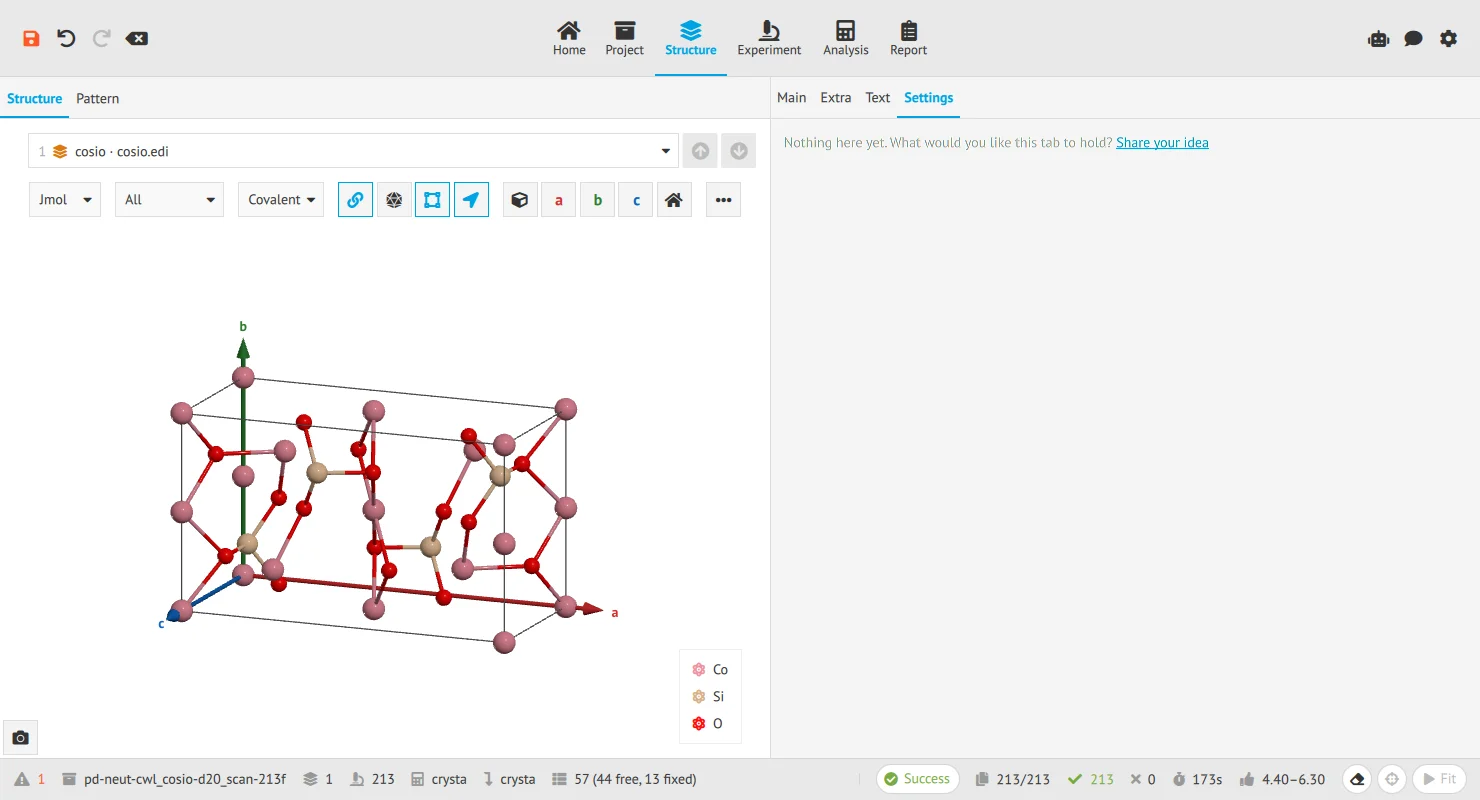 Home
Project
Structure
Experiment
Analysis
Report
Structure
Pattern
Main
Extra
Text
Settings
1 cosio · cosio.edi
Nothing here yet. What would you like this tab to hold? Share your idea
Jmol
All
Covalent
a
b
c
b
a
c
Co
Si
O
1
pd-neut-cwl_cosio-d20_scan-213f
1
213
crysta
crysta
57 (44 free, 13 fixed)
Success
213/213
213
0
173s
4.40–6.30
Fit